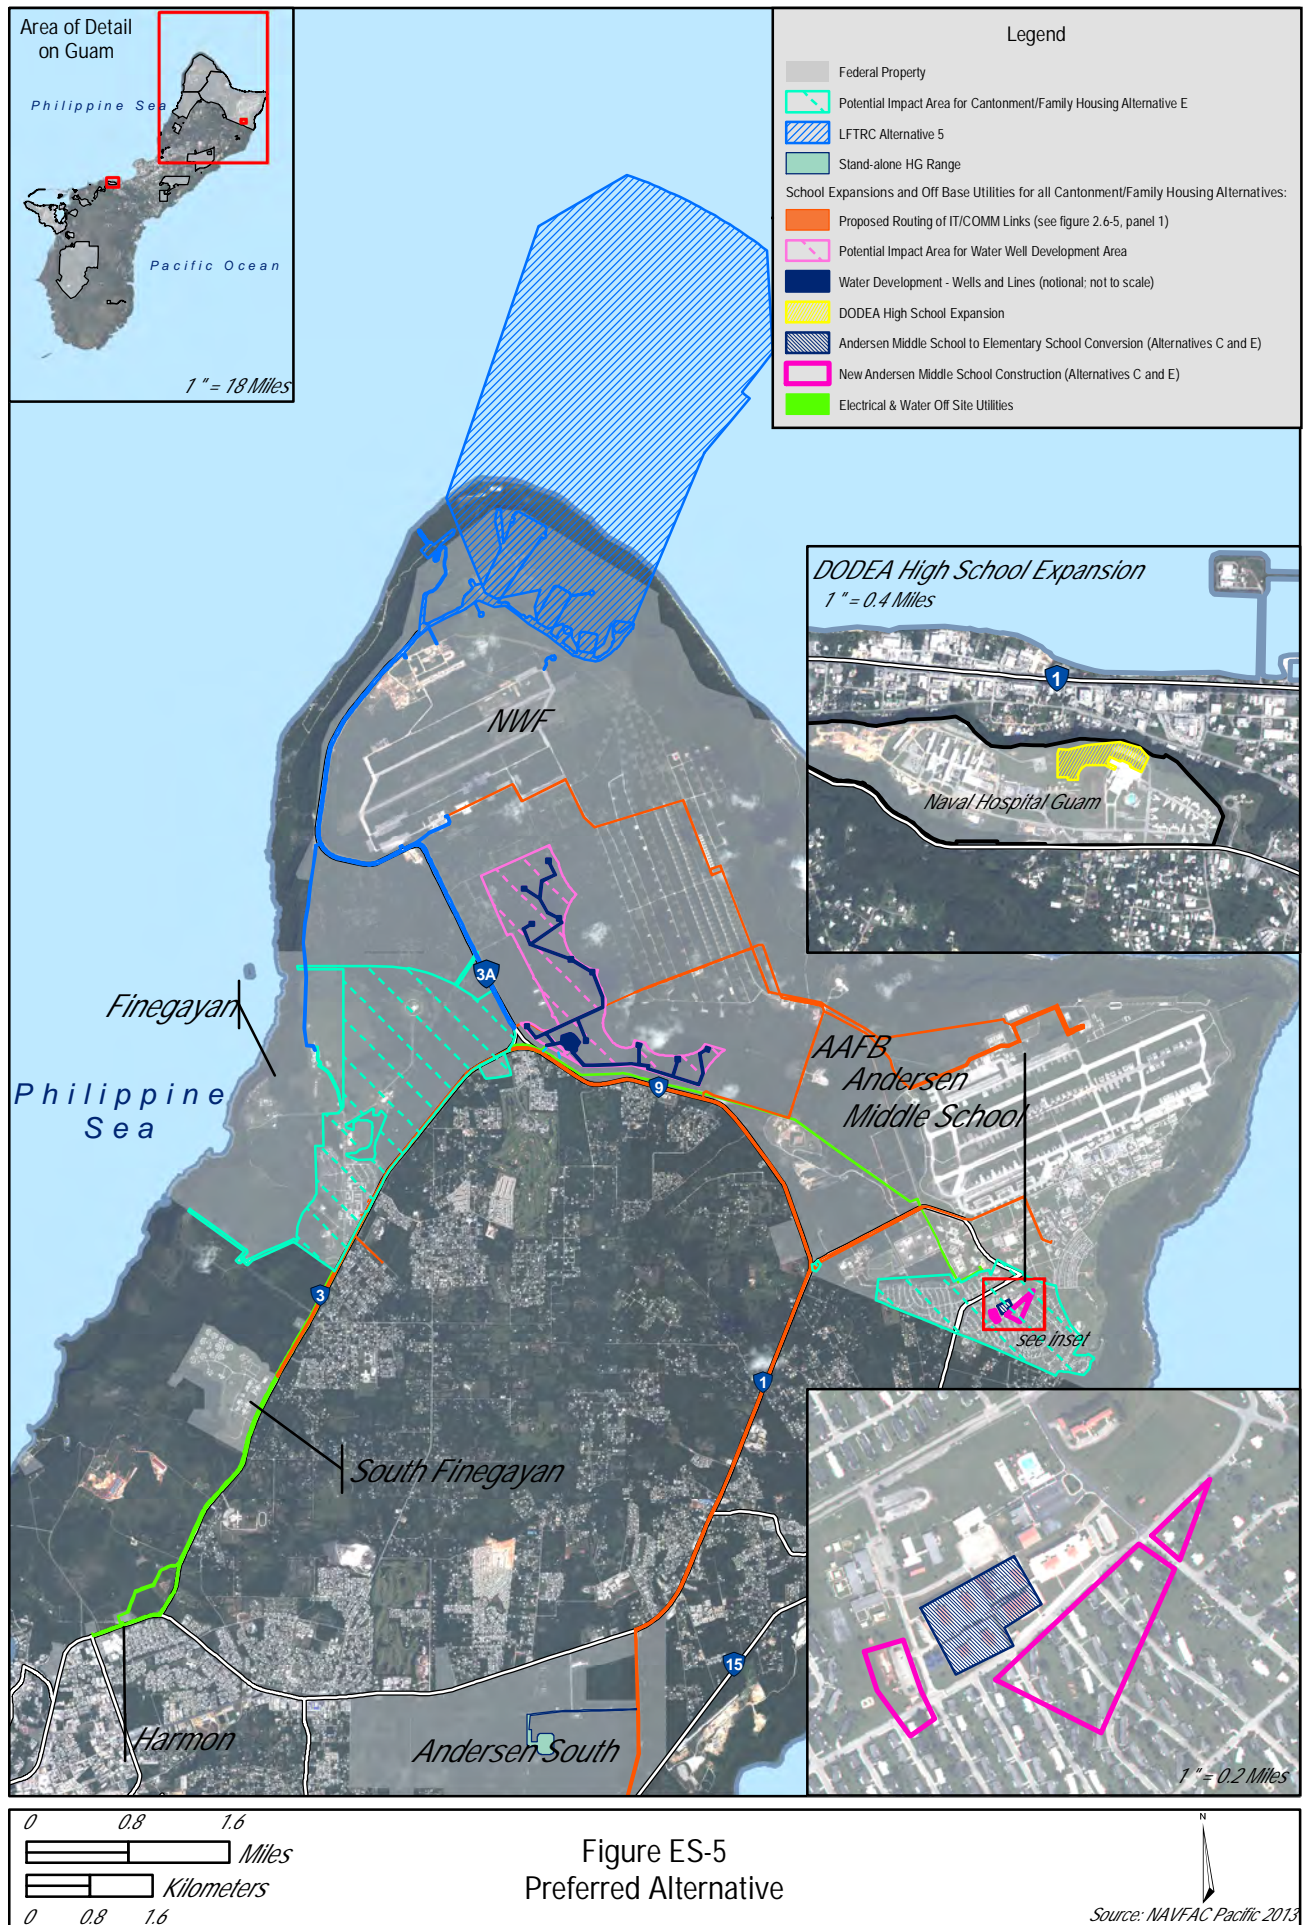 Area of Detail
on Guam
Philippine Sea
Pacific Ocean
1 " = 18 Miles
Legend
Federal Property
Potential Impact Area for Cantonment/Family Housing Alternative E
LFTRC Alternative 5
Stand-alone HG Range
School Expansions and Off Base Utilities for all Cantonment/Family Housing Alternatives:
Proposed Routing of IT/COMM Links (see figure 2.6-5, panel 1)
Potential Impact Area for Water Well Development Area
Water Development - Wells and Lines (notional; not to scale)
DODEA High School Expansion
Andersen Middle School to Elementary School Conversion (Alternatives C and E)
New Andersen Middle School Construction (Alternatives C and E)
Electrical & Water Off Site Utilities
DODEA High School Expansion
1 " = 0.4 Miles
1
Naval Hospital Guam
NWF
3A
Finegayan
Philippine
Sea
AAFB
Andersen
Middle School
9
3
see inset
1
South Finegayan
15
Harmon
Andersen South
1 " = 0.2 Miles
0 0.8 1.6
Miles
Kilometers
0 0.8 1.6
Figure ES-5
Preferred Alternative
N
Source: NAVFAC Pacific 2013